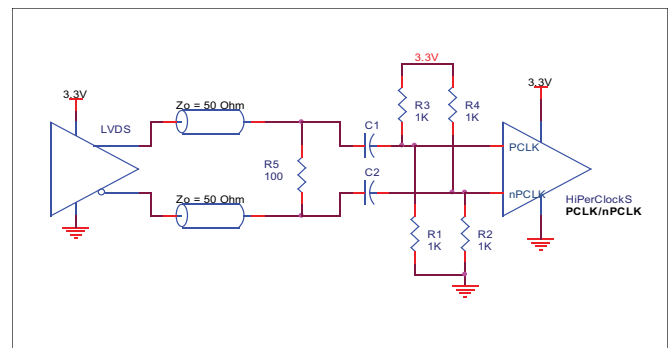 3.3V
3.3V
3.3V
LVDS
Zo = 50 Ohm
R3
1K
R4
1K
C1
PCLK
R5
100
Zo = 50 Ohm
C2
nPCLK
HiPerClockS
PCLK/nPCLK
R1
1K
R2
1K